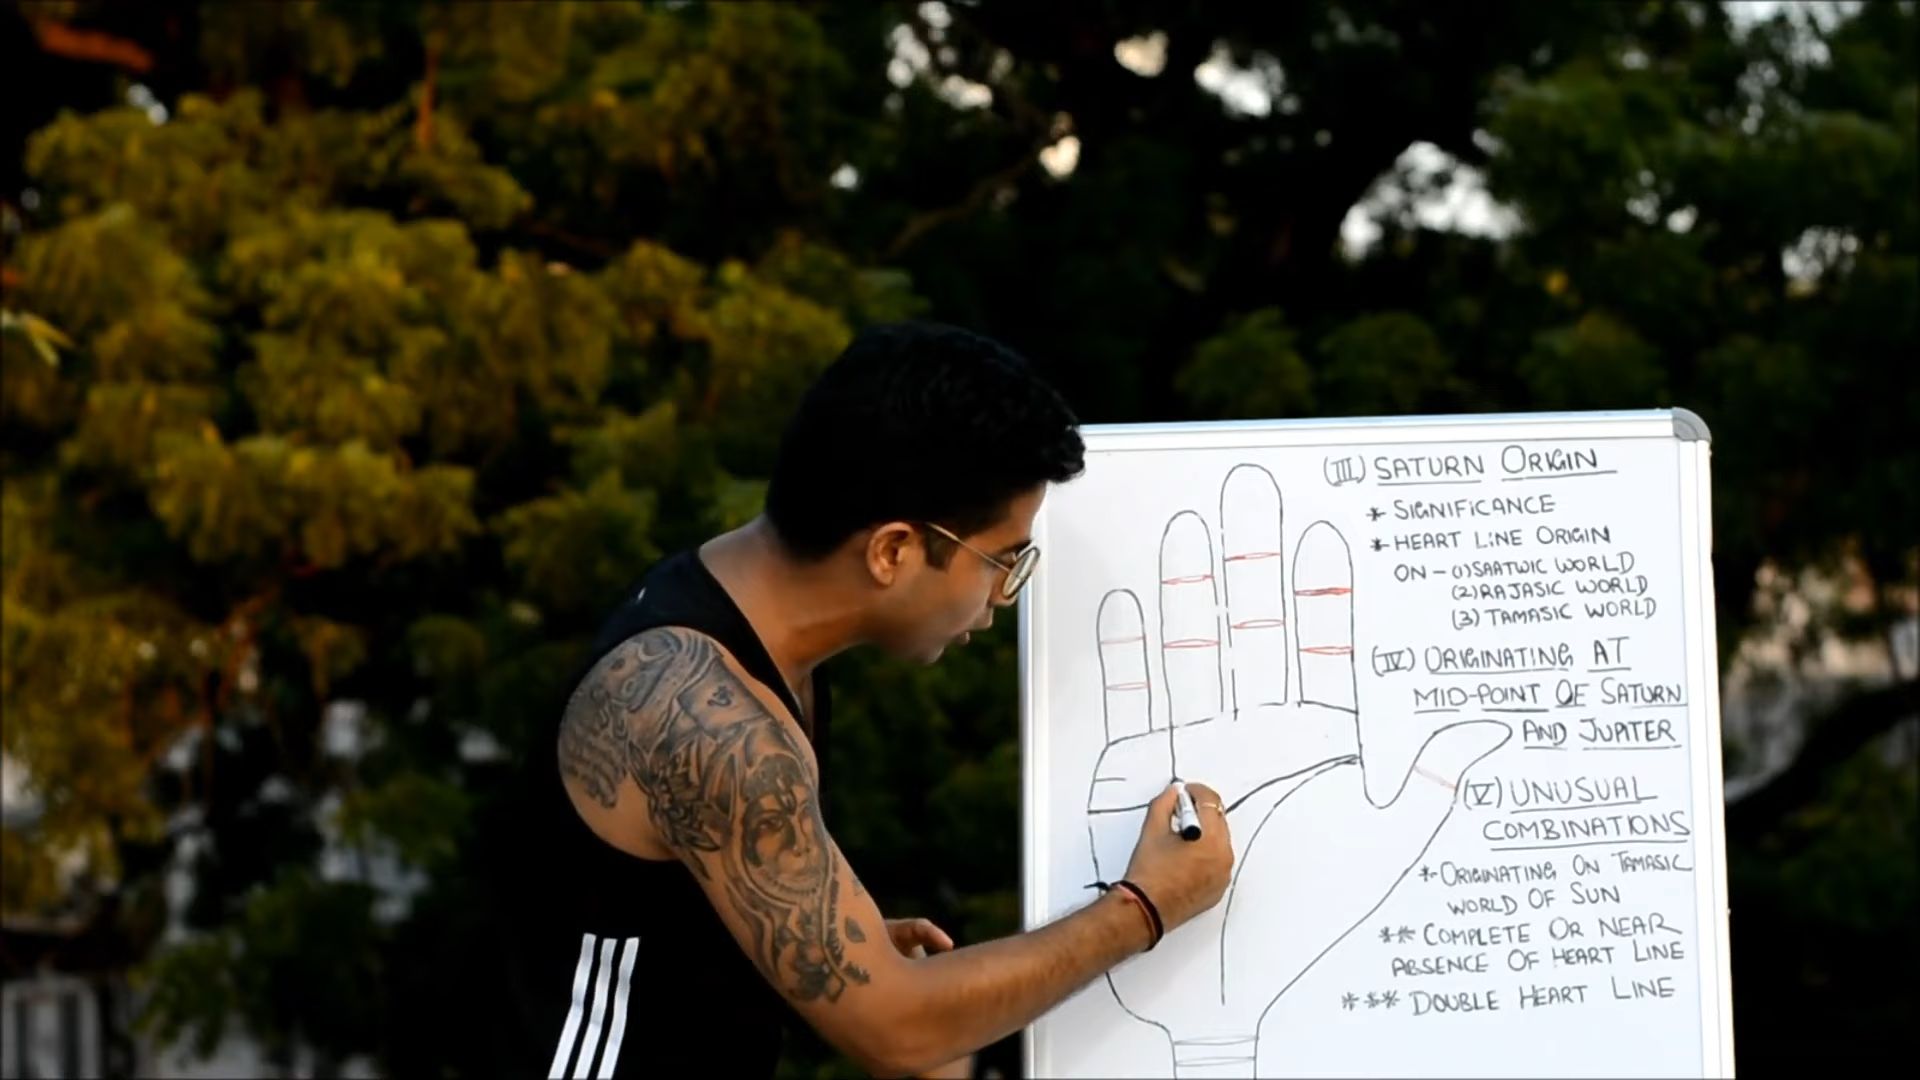 (III) SATURN ORIGIN
* SIGNIFICANCE
* HEART LINE ORIGIN
ON - (1) SAATWIC WORLD
(2) RAJASIC WORLD
(3) TAMASIC WORLD
(IV) ORIGINATING AT
MID-POINT OF SATURN
AND JUPITER
(V) UNUSUAL
COMBINATIONS
* ORIGINATING ON TAMASIC
WORLD OF SUN
** COMPLETE OR NEAR
ABSENCE OF HEART LINE
*** DOUBLE HEART LINE